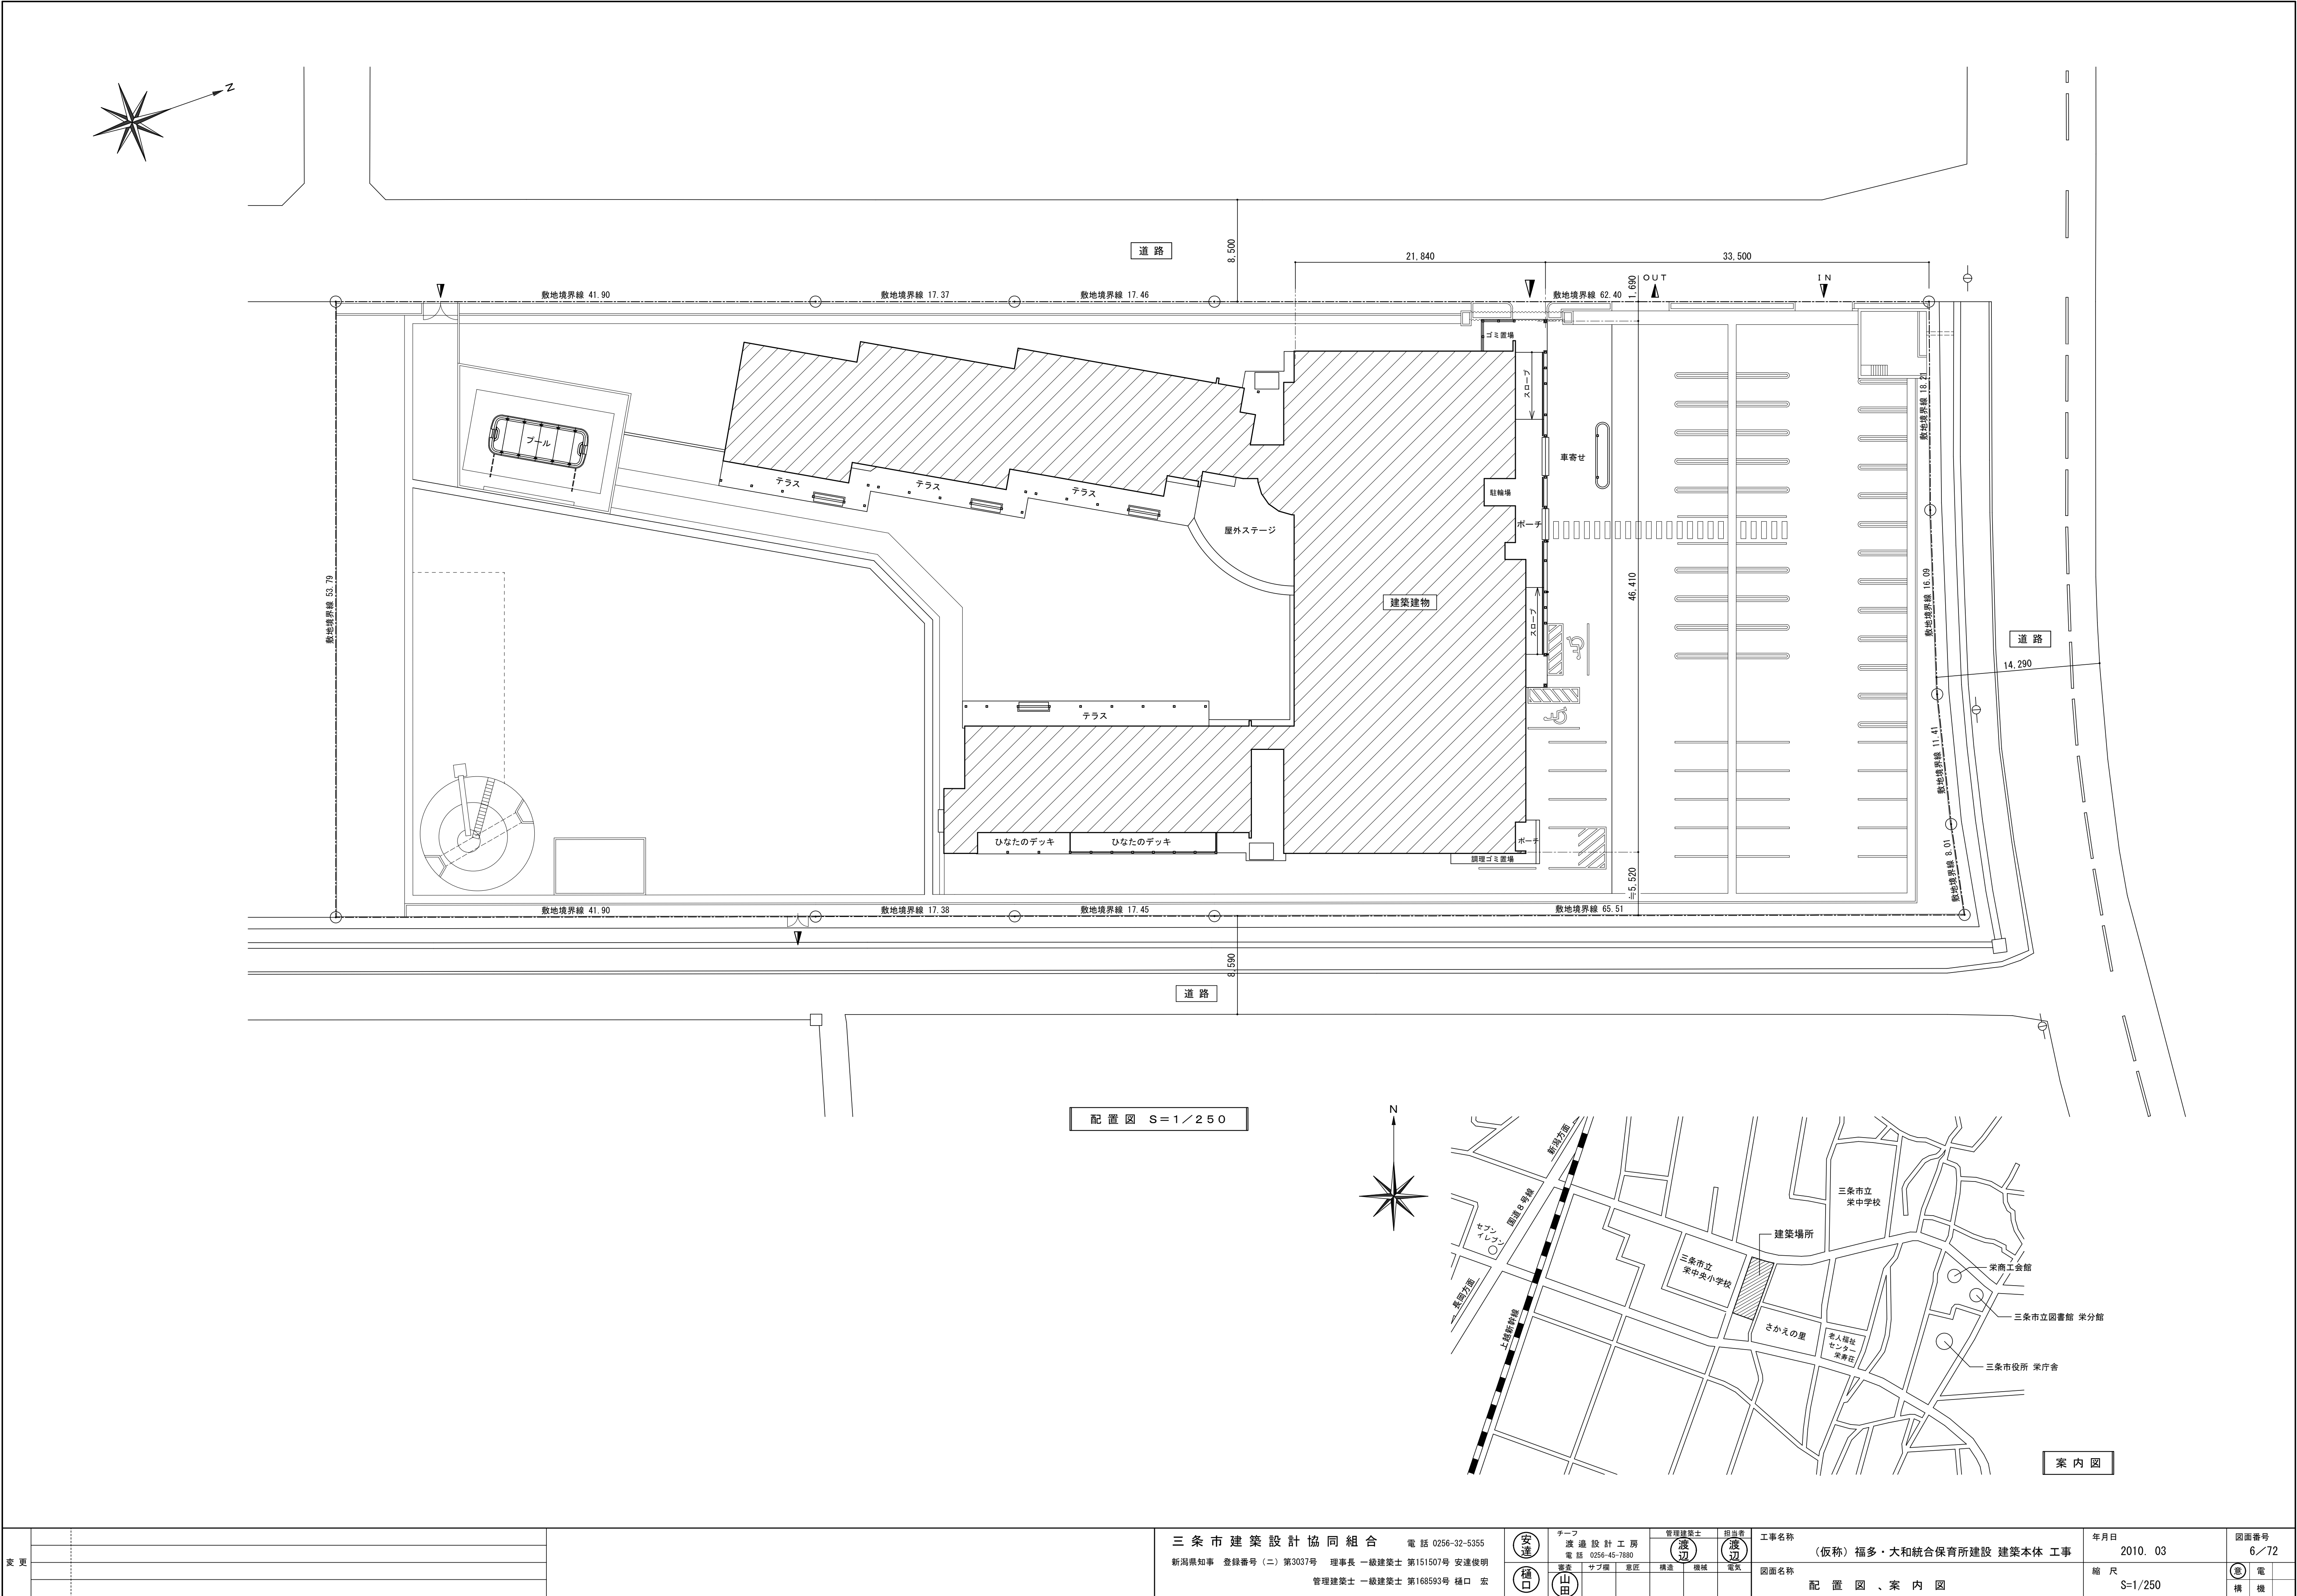 N
道 路
8,500
21,840
33,500
1,690
OUT
IN
敷地境界線 41.90
敷地境界線 17.37
敷地境界線 17.46
敷地境界線 62.40
ゴミ置場
スロープ
敷地境界線 18.21
プール
車寄せ
テラス
テラス
テラス
駐輪場
屋外ステージ
ポーチ
敷地境界線 53.79
建築建物
46,410
敷地境界線 16.09
スロープ
道 路
14,290
テラス
敷地境界線 11.41
ひなたのデッキ
ひなたのデッキ
ポーチ
調理ゴミ置場
敷地境界線 8.01
≒5,520
敷地境界線 41.90
敷地境界線 17.38
敷地境界線 17.45
敷地境界線 65.51
8,590
道 路
配 置 図 S=1/250
N
新潟方面
国道8号線
セブン
イレブン
長岡方面
上越新幹線
三条市立
栄中学校
建築場所
三条市立
栄中央小学校
栄商工会館
三条市立図書館 栄分館
さかえの里
老人福祉
センター
栄寿荘
三条市役所 栄庁舎
案 内 図
変 更
三 条 市 建 築 設 計 協 同 組 合 電 話 0256-32-5355
新潟県知事 登録番号(ニ)第3037号 理事長 一級建築士 第151507号 安達俊明
管理建築士 一級建築士 第168593号 樋口 宏
安達
樋口
チーフ
渡 邉 設 計 工 房
電 話 0256-45-7880
管理建築士
渡辺
担当者
渡辺
審査 サブ欄 意匠 構造 機械 電気
山田
工事名称
(仮称)福多・大和統合保育所建設 建築本体 工事
図面名称
配 置 図 、案 内 図
年月日
2010. 03
縮 尺
S=1/250
図面番号
6/72
意 電
構 機